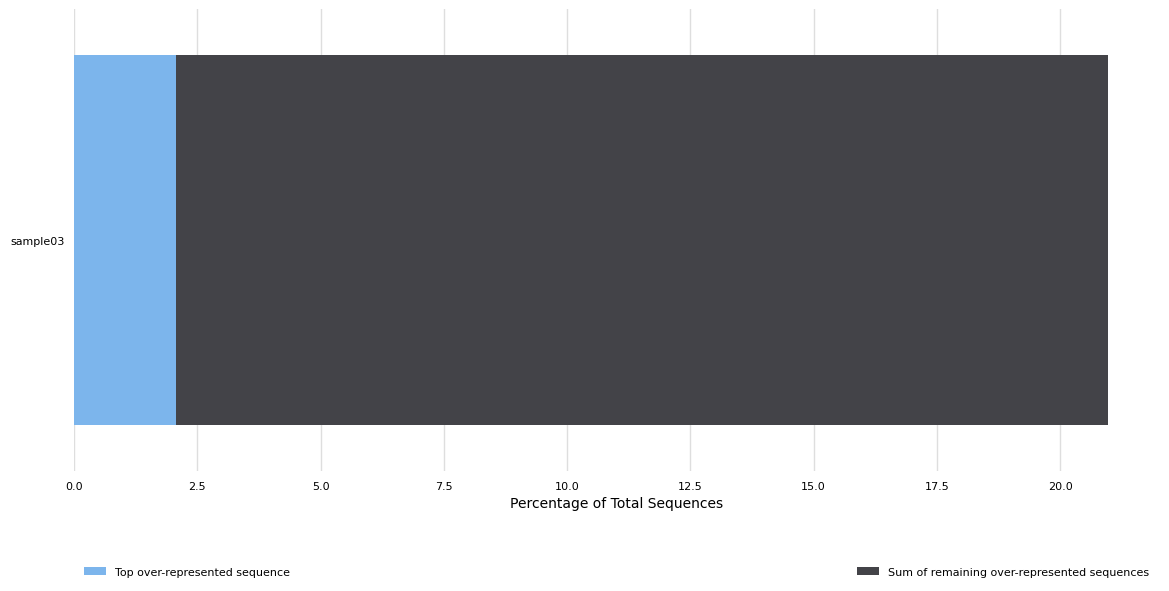 sample03
0.0 2.5 5.0 7.5 10.0 12.5 15.0 17.5 20.0
Percentage of Total Sequences
Top over-represented sequence Sum of remaining over-represented sequences